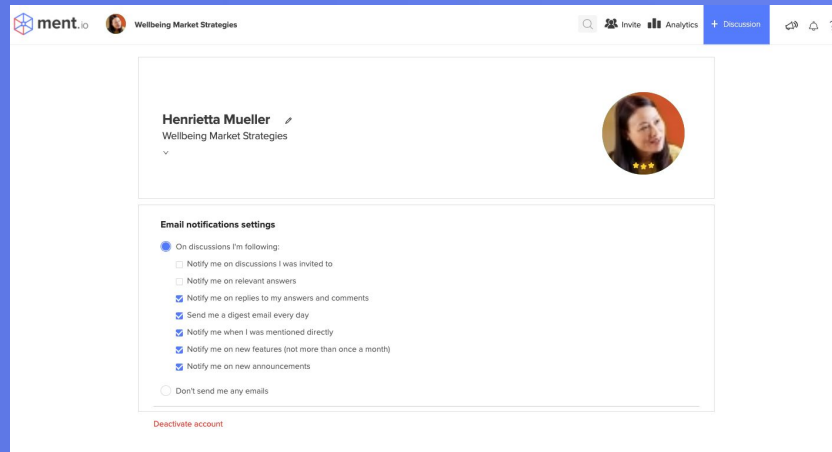 ment.io
Wellbeing Market Strategies
Invite
Analytics
+ Discussion
Henrietta Mueller
Wellbeing Market Strategies
Email notifications settings
On discussions I'm following:
Notify me on discussions I was invited to
Notify me on relevant answers
Notify me on replies to my answers and comments
Send me a digest email every day
Notify me when I was mentioned directly
Notify me on new features (not more than once a month)
Notify me on new announcements
Don't send me any emails
Deactivate account